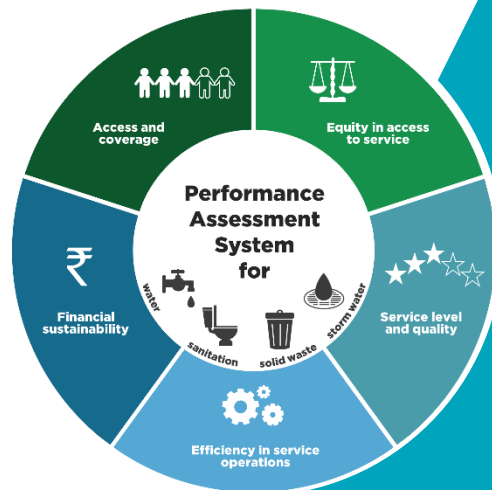 Access and
coverage
Equity in access
to service
Performance
Assessment
System
for
water
sanitation
solid waste
storm water
₹
Financial
sustainability
Service level
and quality
Efficiency in service
operations